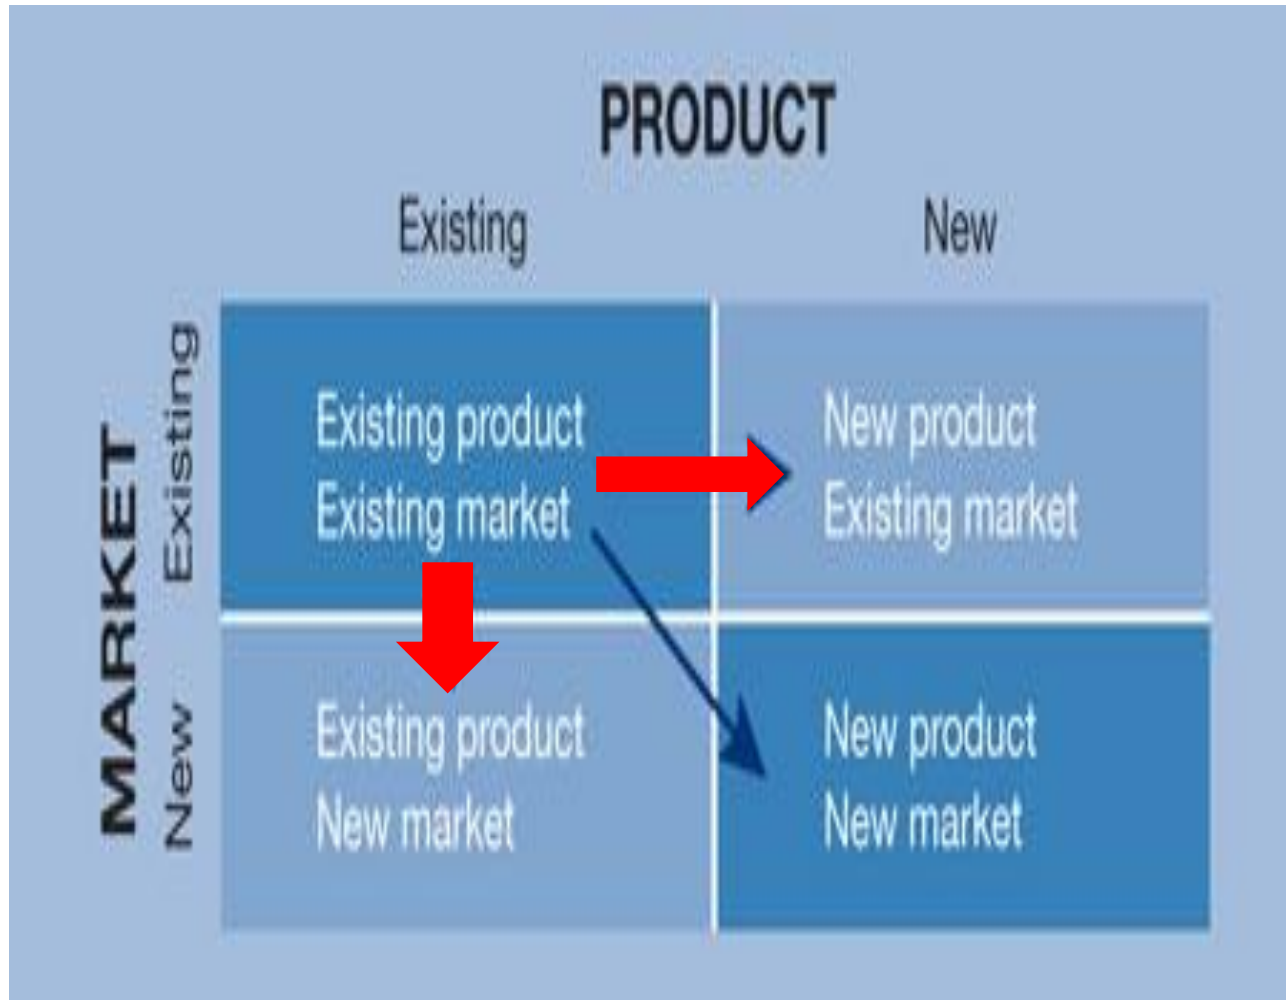 PRODUCT
Existing
New
MARKET
Existing
New
Existing product
Existing market
New product
Existing market
Existing product
New market
New product
New market